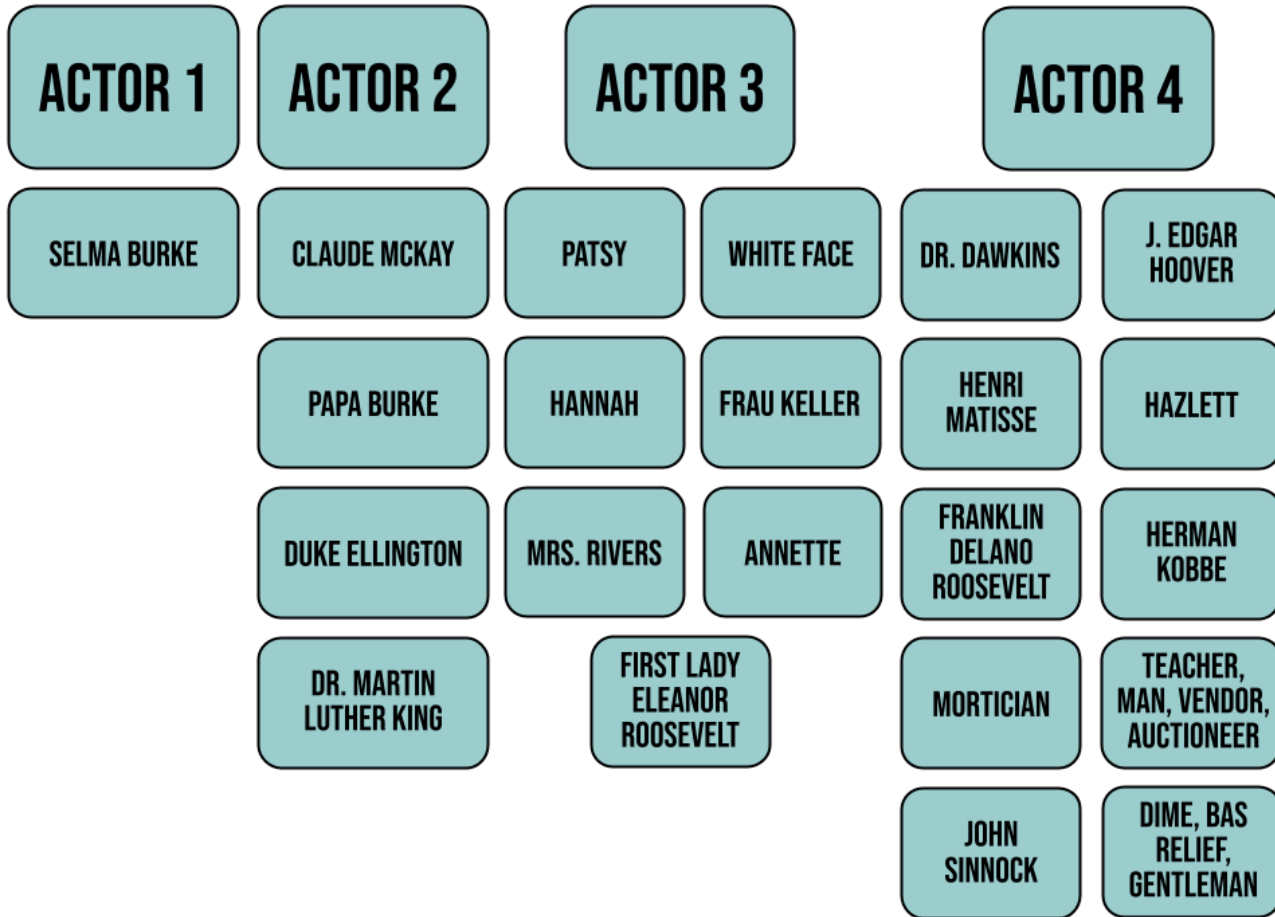 ACTOR 1
ACTOR 2
ACTOR 3
ACTOR 4
SELMA BURKE
CLAUDE MCKAY
PATSY
WHITE FACE
DR. DAWKINS
J. EDGAR
HOOVER
PAPA BURKE
HANNAH
FRAU KELLER
HENRI
MATISSE
HAZLETT
DUKE ELLINGTON
MRS. RIVERS
ANNETTE
FRANKLIN
DELANO
ROOSEVELT
HERMAN
KOBBE
DR. MARTIN
LUTHER KING
FIRST LADY
ELEANOR
ROOSEVELT
MORTICIAN
TEACHER,
MAN, VENDOR,
AUCTIONEER
JOHN
SINNOCK
DIME, BAS
RELIEF,
GENTLEMAN